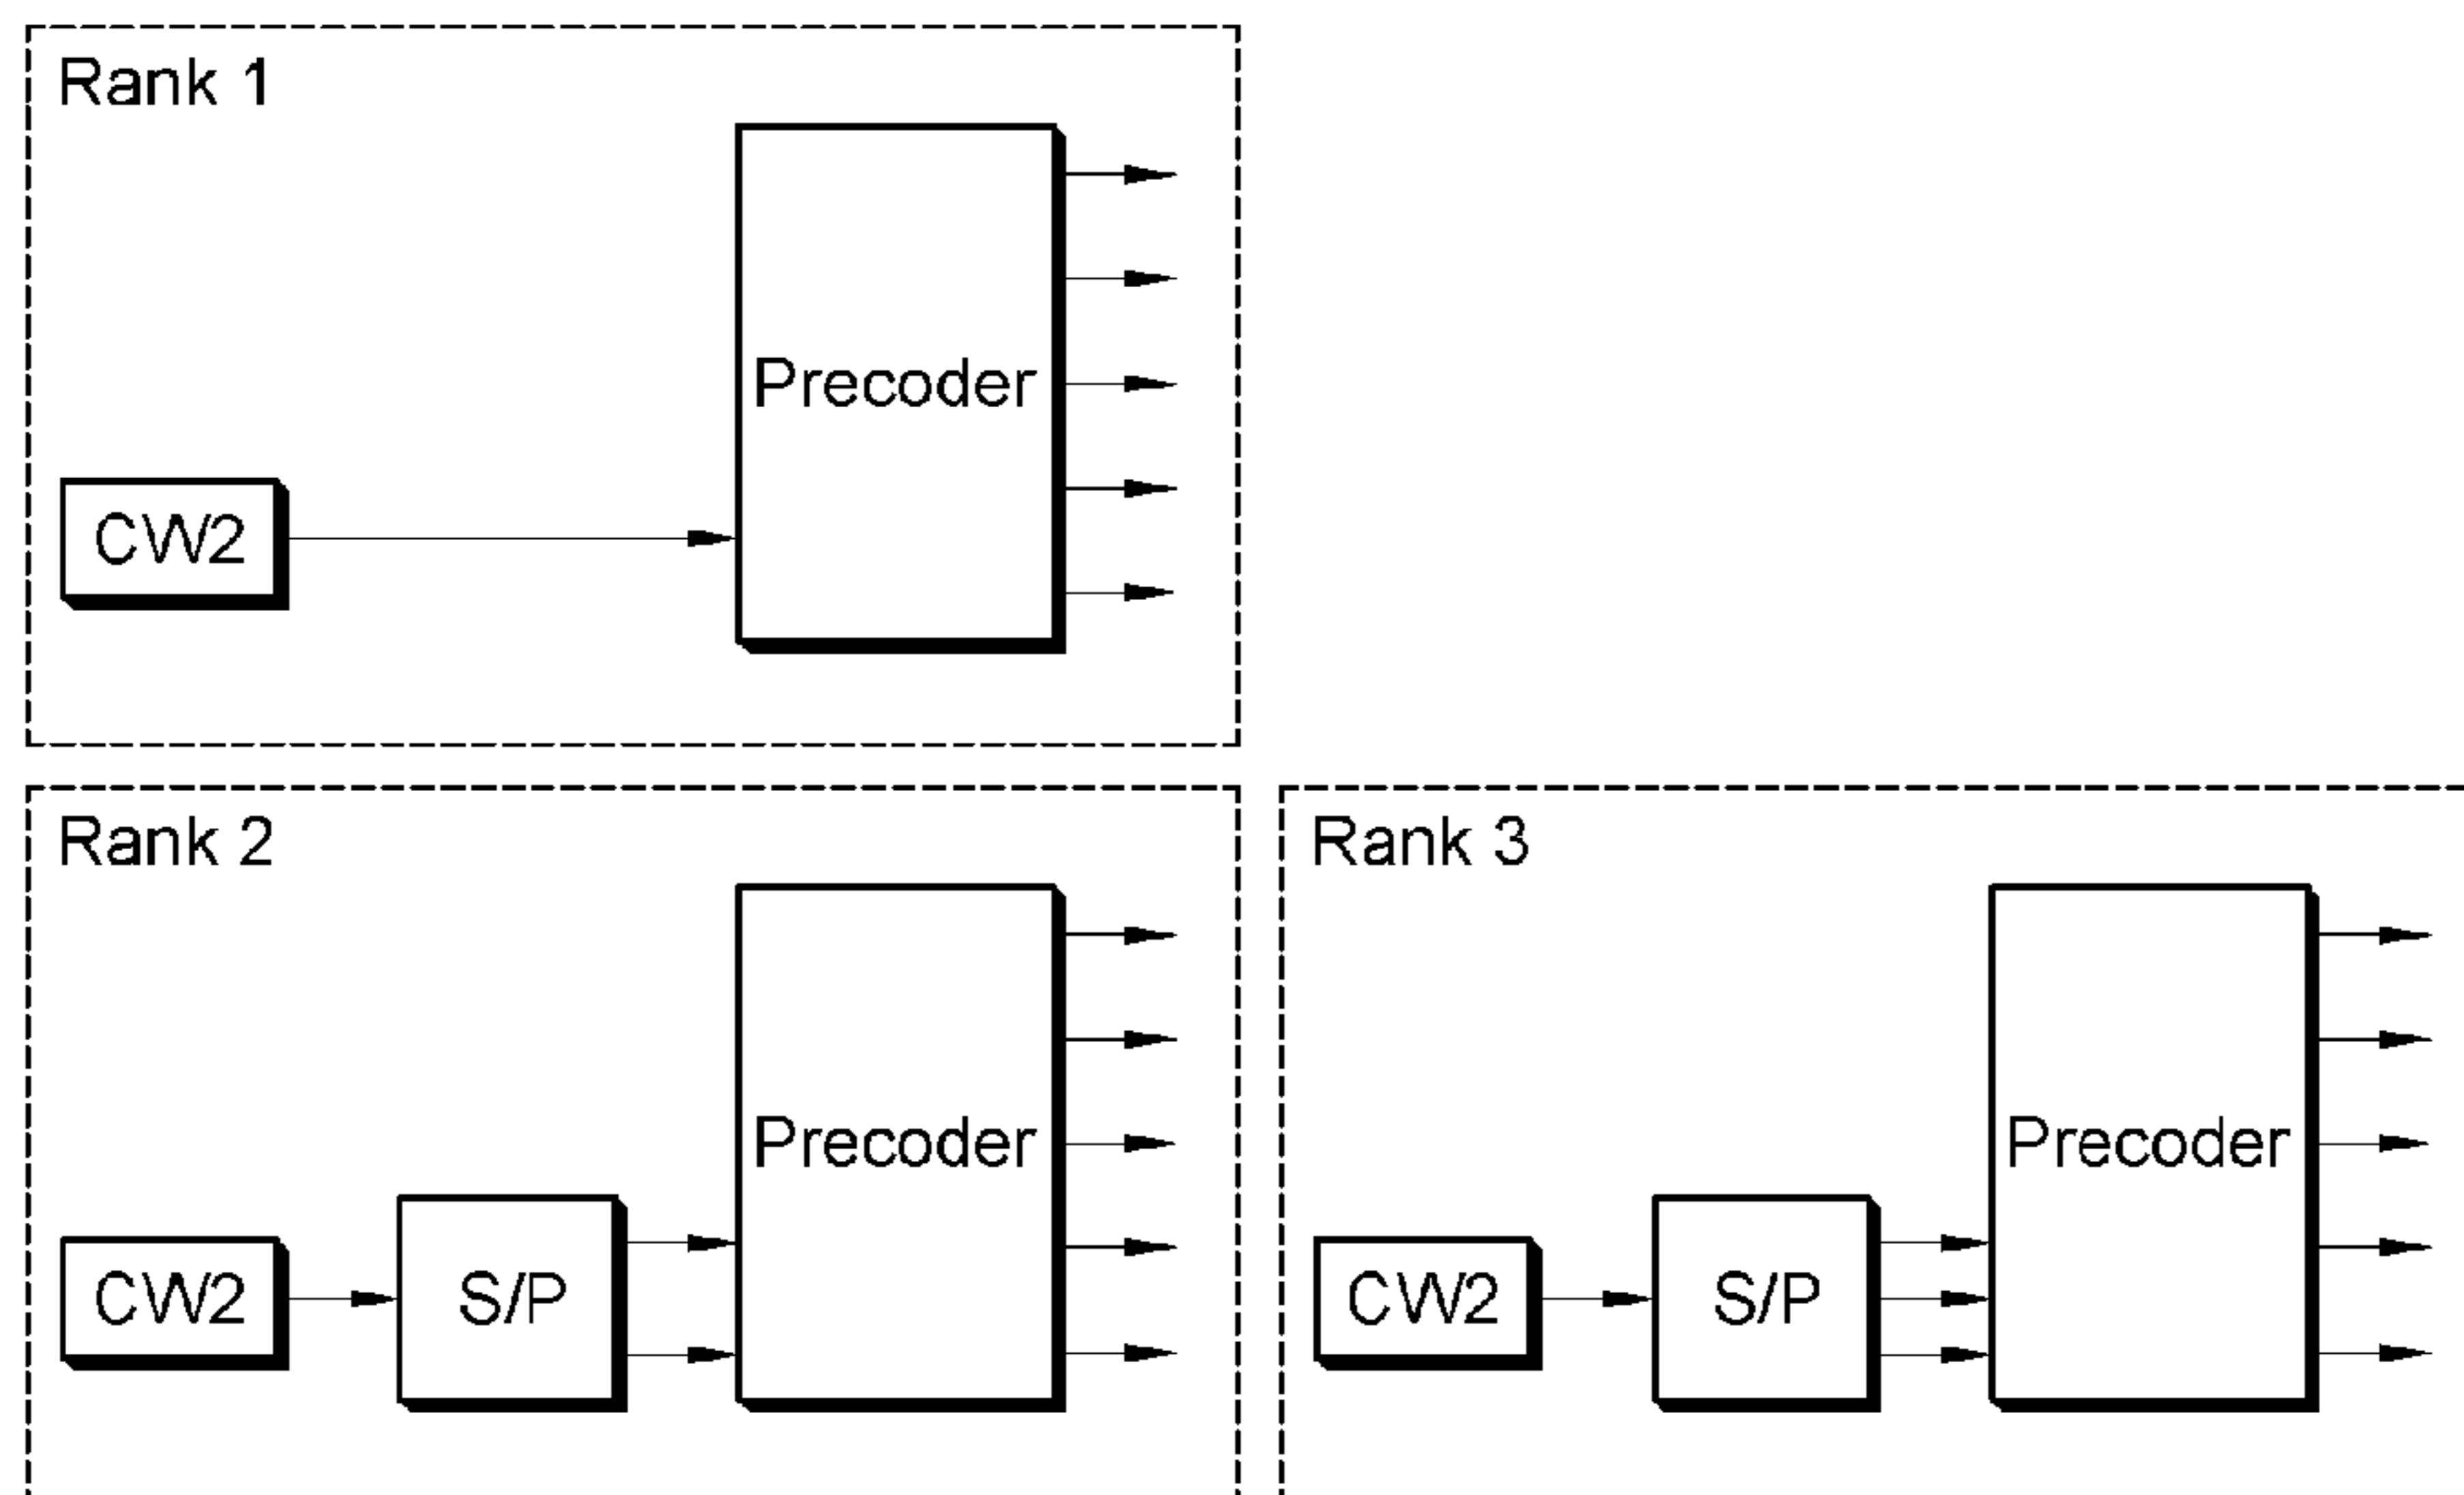 Rank 1
Precoder
CW2
Rank 2
Precoder
CW2
S/P
Rank 3
Precoder
CW2
S/P